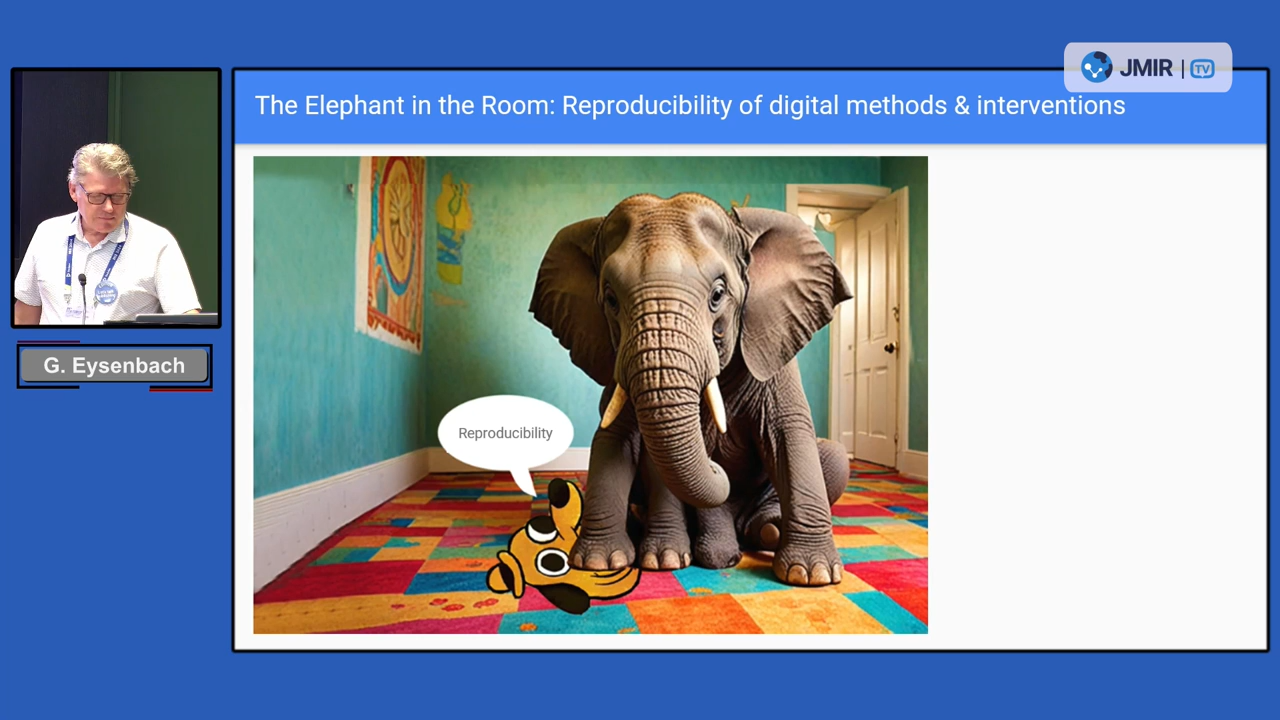 JMIR | TV
The Elephant in the Room: Reproducibility of digital methods & interventions
G. Eysenbach
Reproducibility